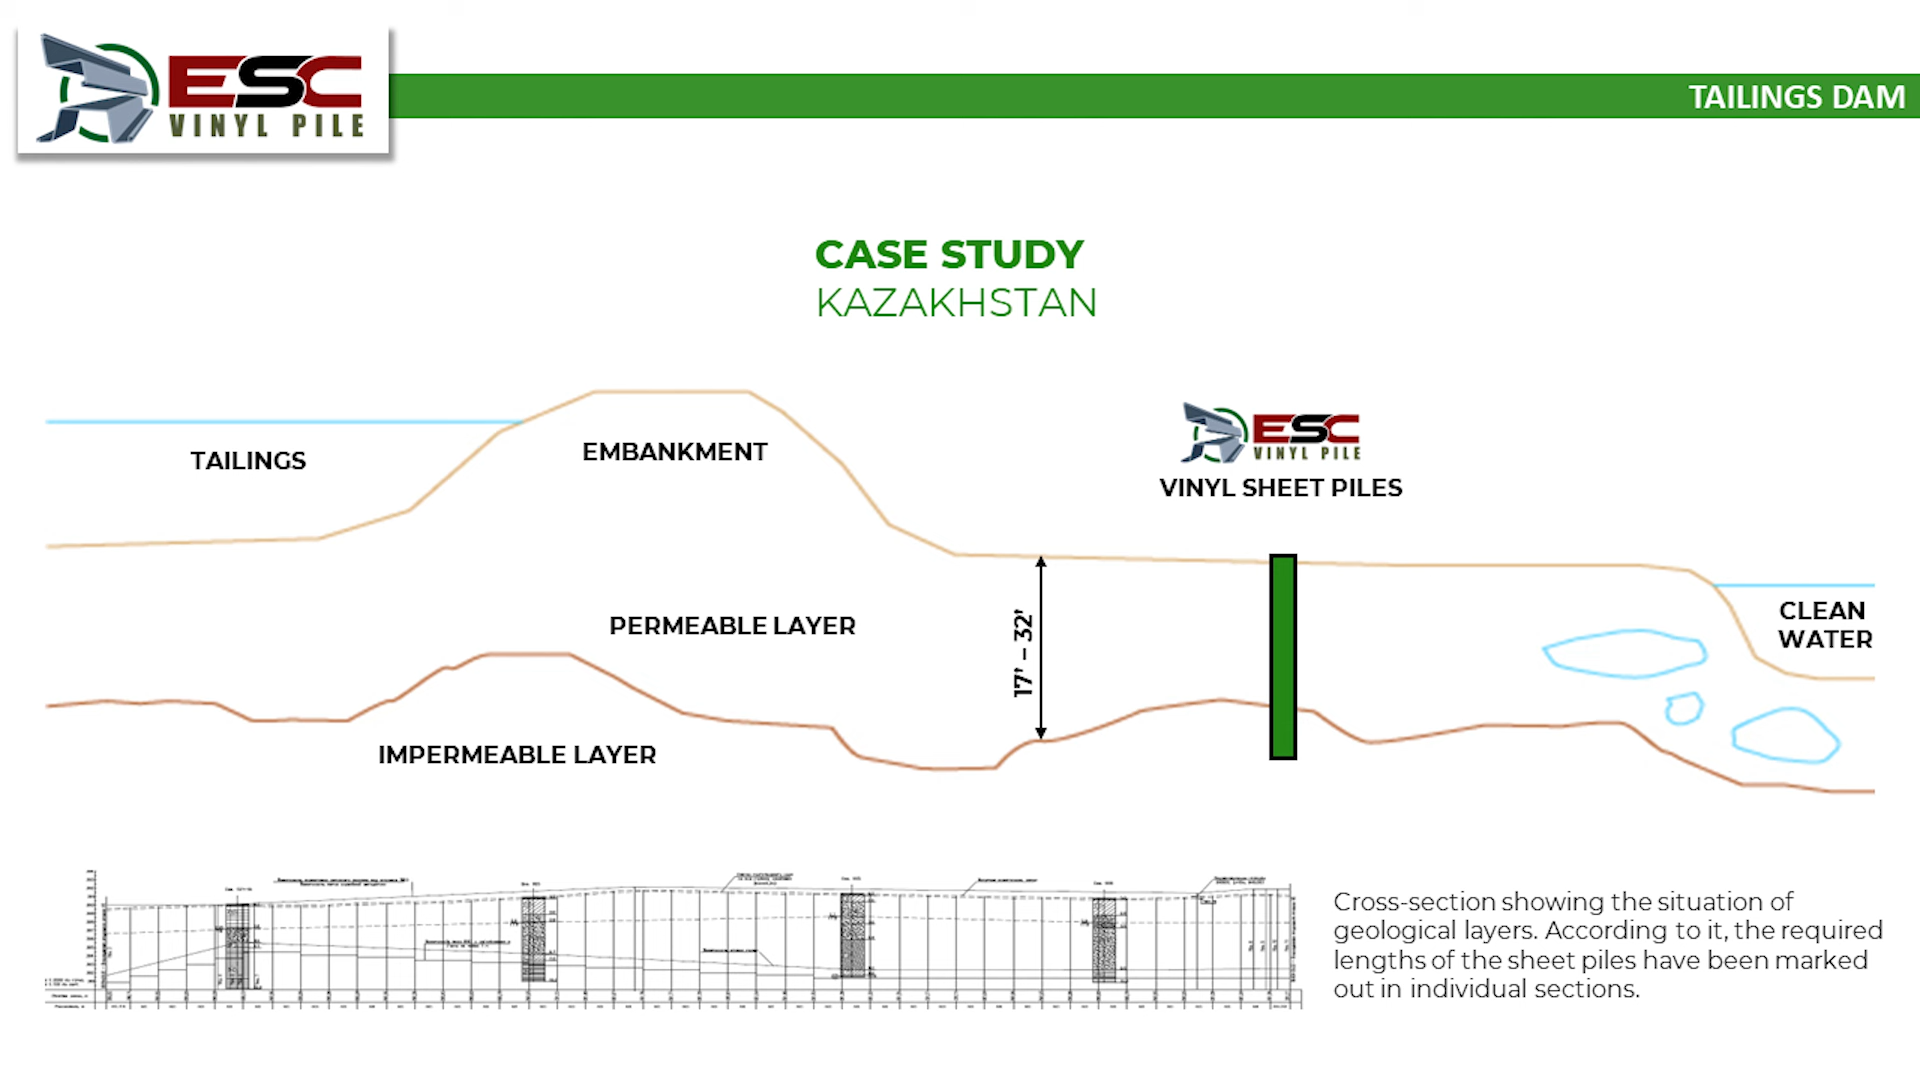 ESC
VINYL PILE
TAILINGS DAM
CASE STUDY
KAZAKHSTAN
TAILINGS
EMBANKMENT
ESC
VINYL PILE
VINYL SHEET PILES
CLEAN
WATER
PERMEABLE LAYER
17' – 32'
IMPERMEABLE LAYER
Cross-section showing the situation of
geological layers. According to it, the required
lengths of the sheet piles have been marked
out in individual sections.